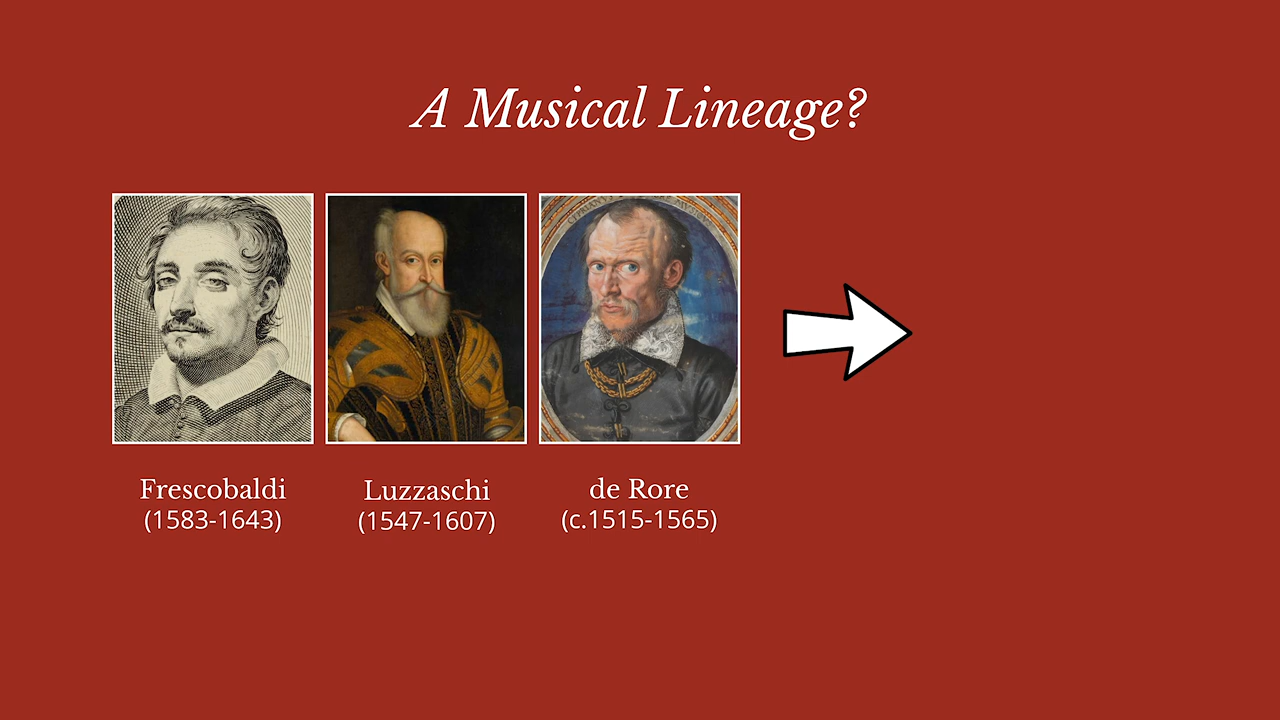 A Musical Lineage?
Frescobaldi
(1583-1643)
Luzzaschi
(1547-1607)
de Rore
(c.1515-1565)